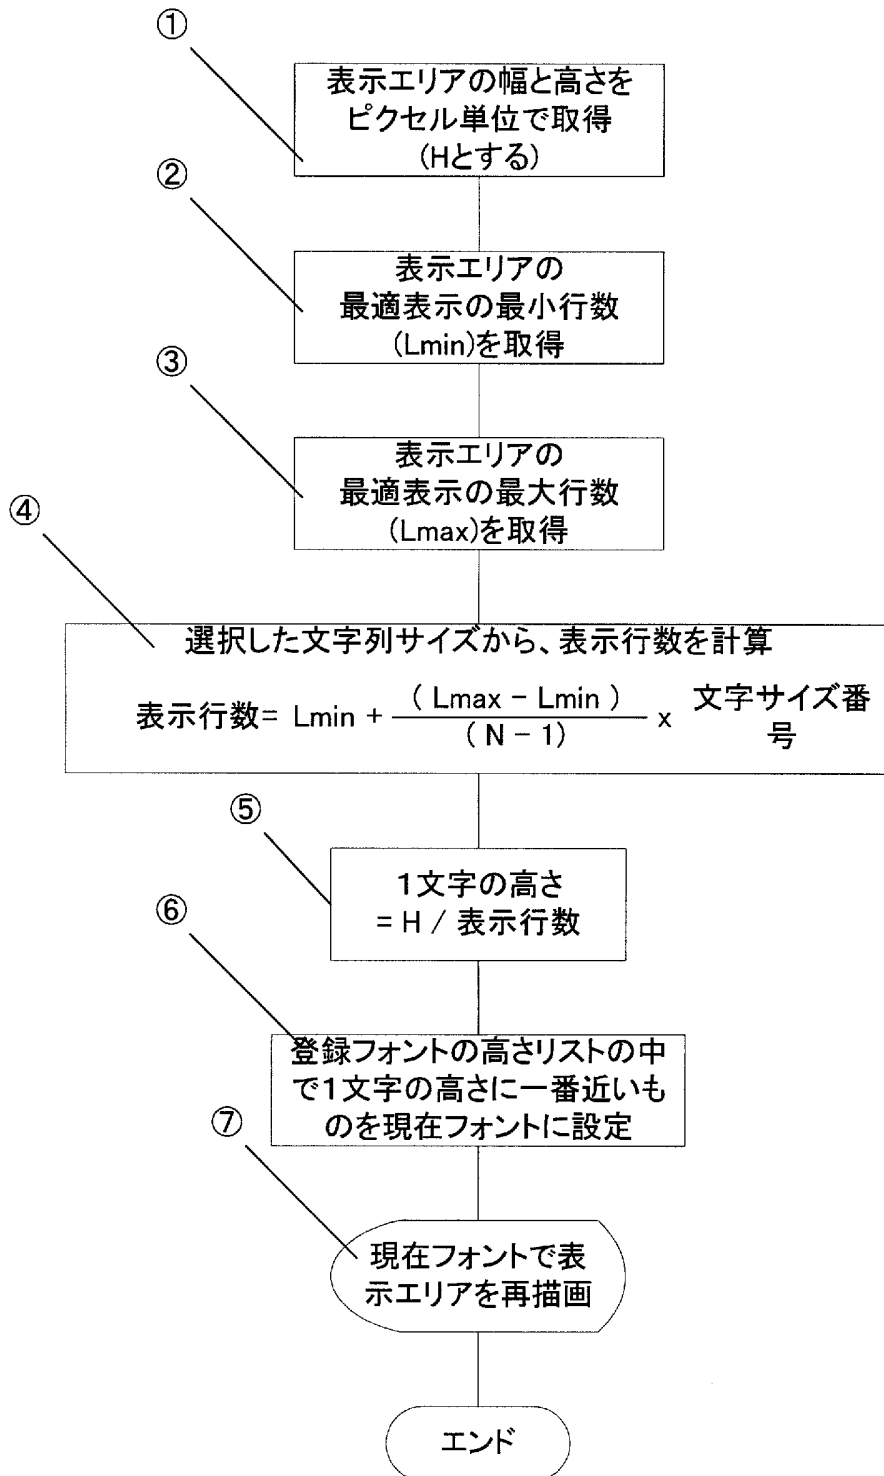 ①
表示エリアの幅と高さを
ピクセル単位で取得
(Hとする)
②
表示エリアの
最適表示の最小行数
(Lmin)を取得
③
表示エリアの
最適表示の最大行数
(Lmax)を取得
④
選択した文字列サイズから、表示行数を計算
表示行数= Lmin + ( Lmax - Lmin ) / ( N - 1) x 文字サイズ番
号
⑤
1文字の高さ
= H / 表示行数
⑥
登録フォントの高さリストの中
で1文字の高さに一番近いも
のを現在フォントに設定
⑦
現在フォントで表
示エリアを再描画
エンド